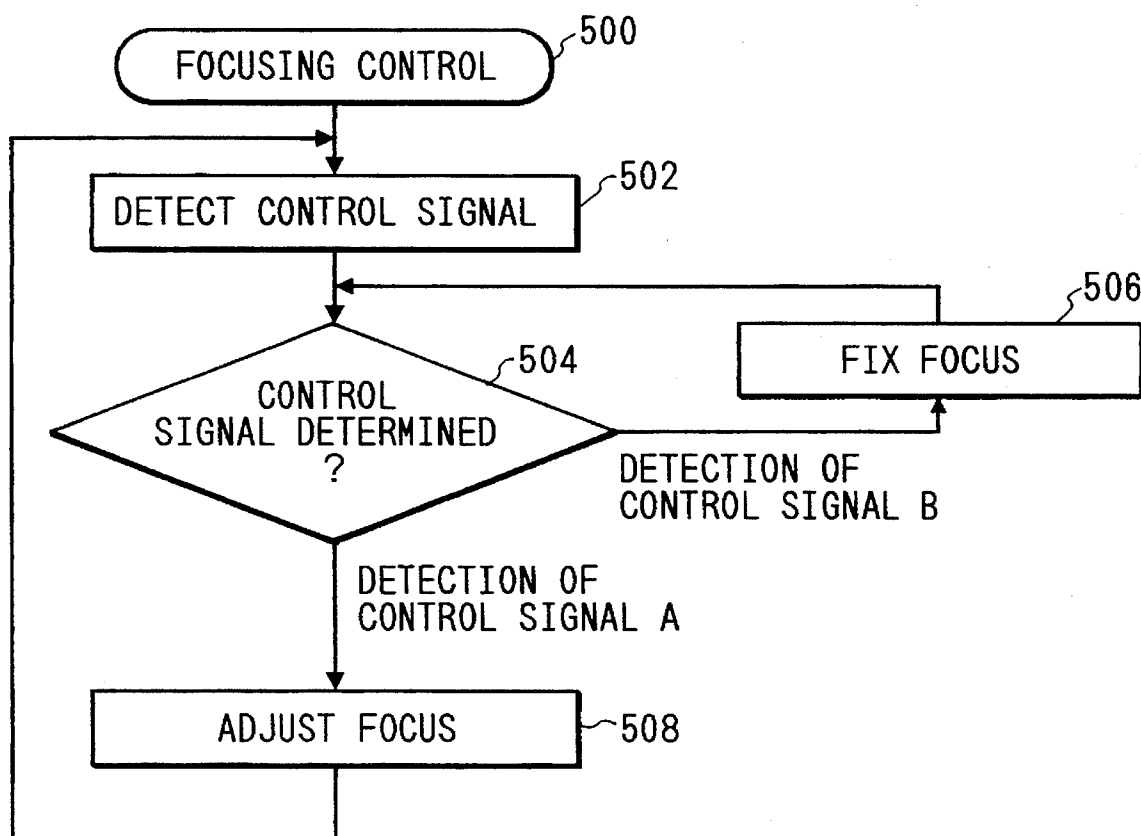 500
FOCUSING CONTROL
502
DETECT CONTROL SIGNAL
506
FIX FOCUS
504
CONTROL
SIGNAL DETERMINED
?
DETECTION OF
CONTROL SIGNAL B
DETECTION OF
CONTROL SIGNAL A
ADJUST FOCUS
508